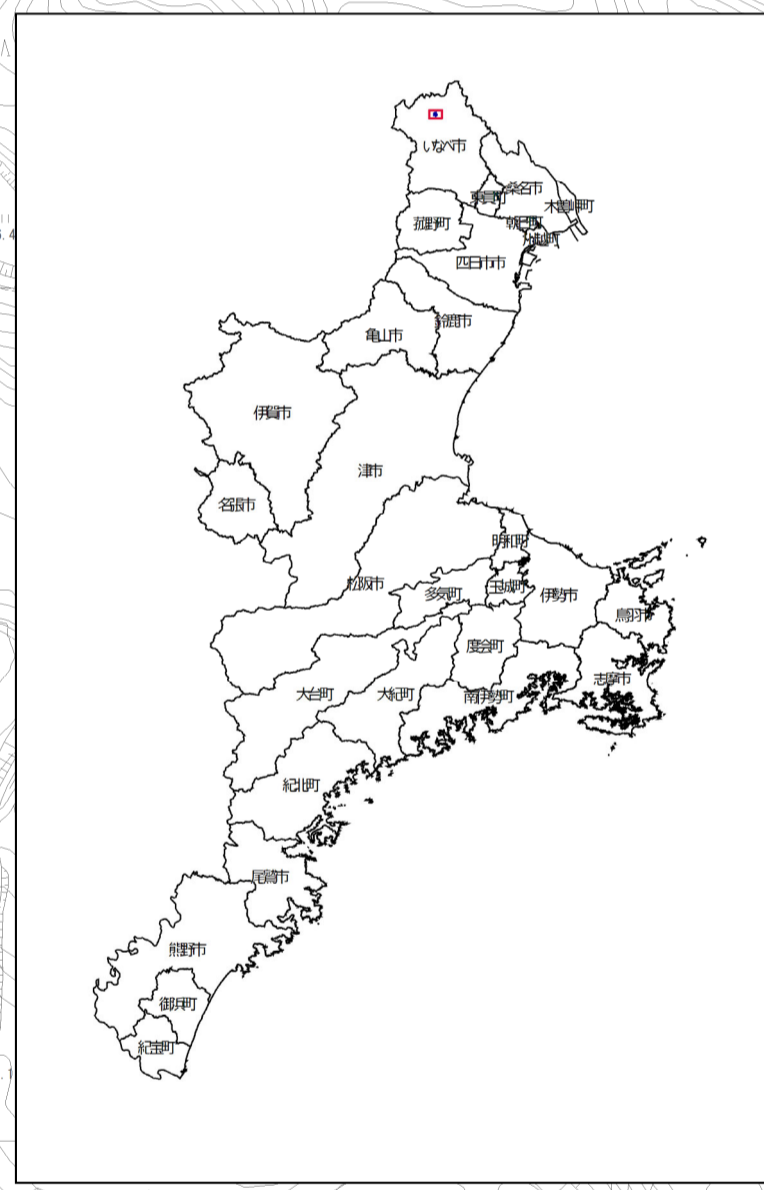 いなべ市
東員町
桑名市
木曽岬町
菰野町
朝日町
川越町
四日市市
鈴鹿市
亀山市
伊賀市
津市
名張市
明和町
松阪市
多気町
玉城町
伊勢市
鳥羽市
度会町
志摩市
大台町
大紀町
南伊勢町
紀北町
尾鷲市
熊野市
御浜町
紀宝町